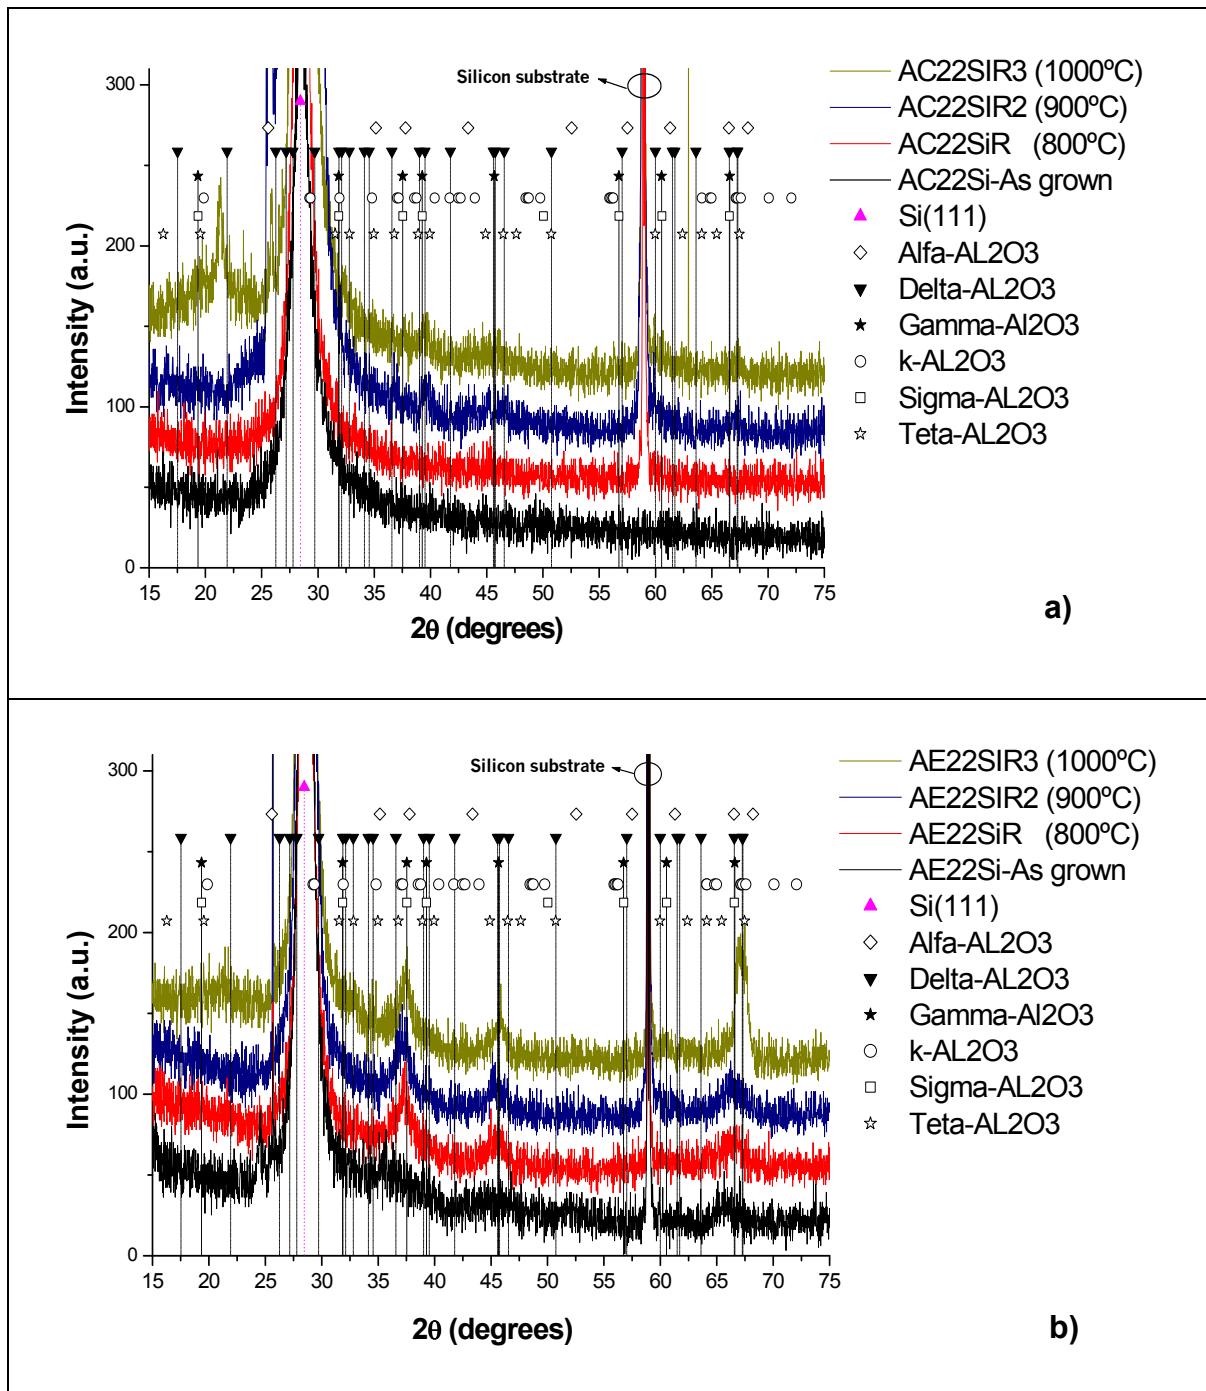 Silicon substrate
300
200
100
0
15 20 25 30 35 40 45 50 55 60 65 70 75
Intensity (a.u.)
2θ (degrees)
AC22SIR3 (1000ºC)
AC22SIR2 (900ºC)
AC22SiR (800ºC)
AC22Si-As grown
Si(111)
Alfa-AL2O3
Delta-AL2O3
Gamma-Al2O3
k-AL2O3
Sigma-AL2O3
Teta-AL2O3
a)
Silicon substrate
300
200
100
0
15 20 25 30 35 40 45 50 55 60 65 70 75
Intensity (a.u.)
2θ (degrees)
AE22SIR3 (1000ºC)
AE22SIR2 (900ºC)
AE22SiR (800ºC)
AE22Si-As grown
Si(111)
Alfa-AL2O3
Delta-AL2O3
Gamma-Al2O3
k-AL2O3
Sigma-AL2O3
Teta-AL2O3
b)